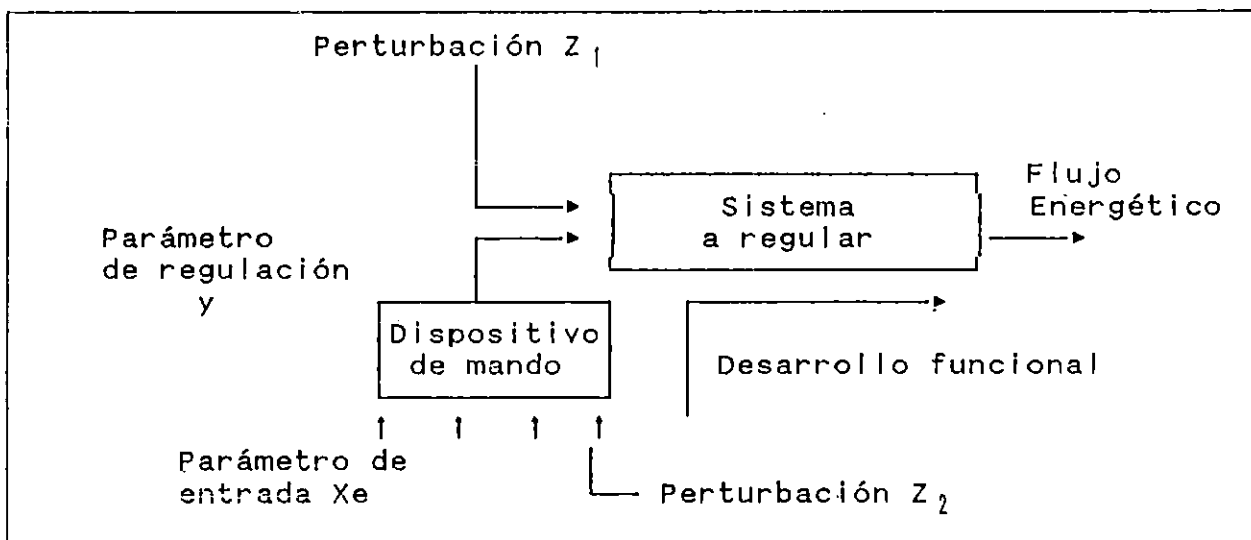 Perturbación Z₁
Flujo
Energético
Sistema
a regular
Parámetro
de regulación
y
Dispositivo
de mando
Desarrollo funcional
Parámetro de
entrada Xe
Perturbación Z₂